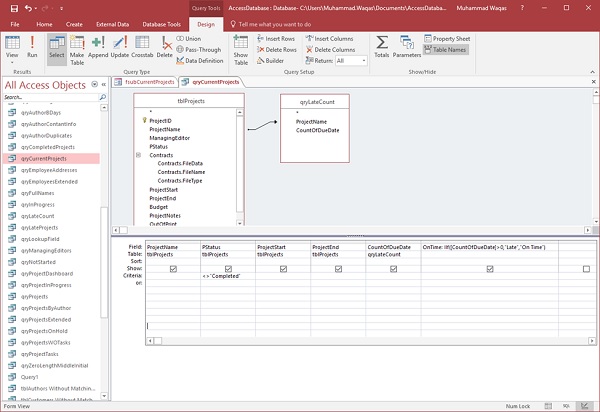 Query Tools
AccessDatabase : Database- C:\Users\Muhammad.Waqas\Documents\AccessDataba...
Muhammad Waqas
File
Home
Create
External Data
Database Tools
Design
Tell me what you want to do
View
Run
Select
Make Table
Append
Update
Crosstab
Delete
Union
Pass-Through
Data Definition
Show Table
Insert Rows
Delete Rows
Builder
Insert Columns
Delete Columns
Return: All
Totals
Parameters
Property Sheet
Table Names
Results
Query Type
Query Setup
Show/Hide
All Access Objects
Search...
qryAuthorBDays
qryAuthorContantInfo
qryAuthorDuplicates
qryCompletedProjects
qryCurrentProjects
qryEmployeeAddresses
qryEmployeesExtended
qryFullNames
qryInProgress
qryLateCount
qryLateProjects
qryLookupField
qryManagingEditors
qryNotStarted
qryProjectDashboard
qryProjectInProgress
qryProjects
qryProjectsByAuthor
qryProjectsExtended
qryProjectsOnHold
qryProjectsWOTasks
qryProjectTasks
qryZeroLengthMiddleInitial
Query1
tblAuthors Without Matchin...
tblCustomers Without Match...
fsubCurrentProjects
qryCurrentProjects
tblProjects
*
ProjectID
ProjectName
ManagingEditor
PStatus
Contracts
Contracts.FileData
Contracts.FileName
Contracts.FileType
ProjectStart
ProjectEnd
Budget
ProjectNotes
OutOfPrint
qryLateCount
*
ProjectName
CountOfDueDate
Field: ProjectName PStatus ProjectStart ProjectEnd CountOfDueDate OnTime: IIf([CountOfDueDate]>0,"Late","On Time")
Table: tblProjects tblProjects tblProjects tblProjects qryLateCount
Sort:
Show:
Criteria: <>"Completed"
or:
Form View
Num Lock
SQL